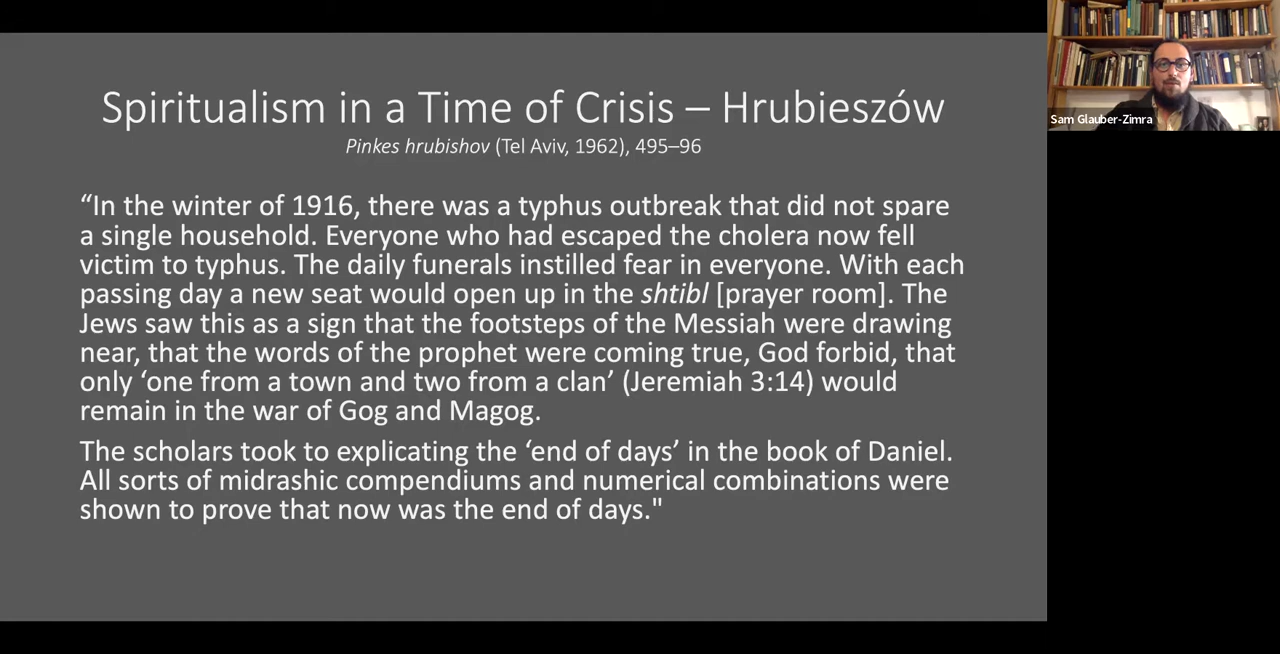 Spiritualism in a Time of Crisis – Hrubieszów
Pinkes hrubishov (Tel Aviv, 1962), 495–96
“In the winter of 1916, there was a typhus outbreak that did not spare
a single household. Everyone who had escaped the cholera now fell
victim to typhus. The daily funerals instilled fear in everyone. With each
passing day a new seat would open up in the shtibl [prayer room]. The
Jews saw this as a sign that the footsteps of the Messiah were drawing
near, that the words of the prophet were coming true, God forbid, that
only ‘one from a town and two from a clan’ (Jeremiah 3:14) would
remain in the war of Gog and Magog.
The scholars took to explicating the ‘end of days’ in the book of Daniel.
All sorts of midrashic compendiums and numerical combinations were
shown to prove that now was the end of days."
Sam Glauber-Zimra